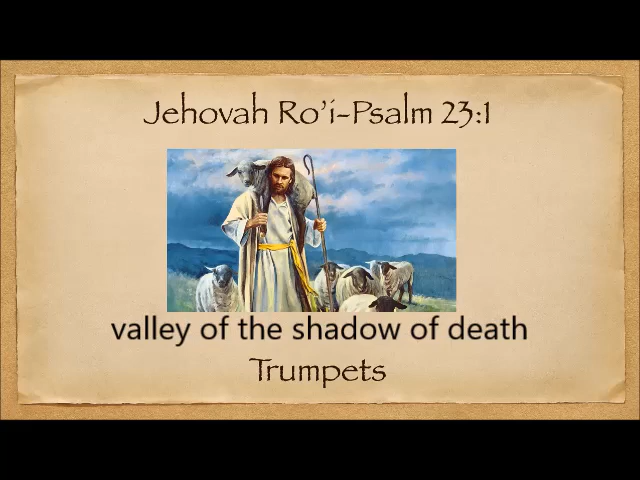 Jehovah Ro'i-Psalm 23:1
valley of the shadow of death
Trumpets